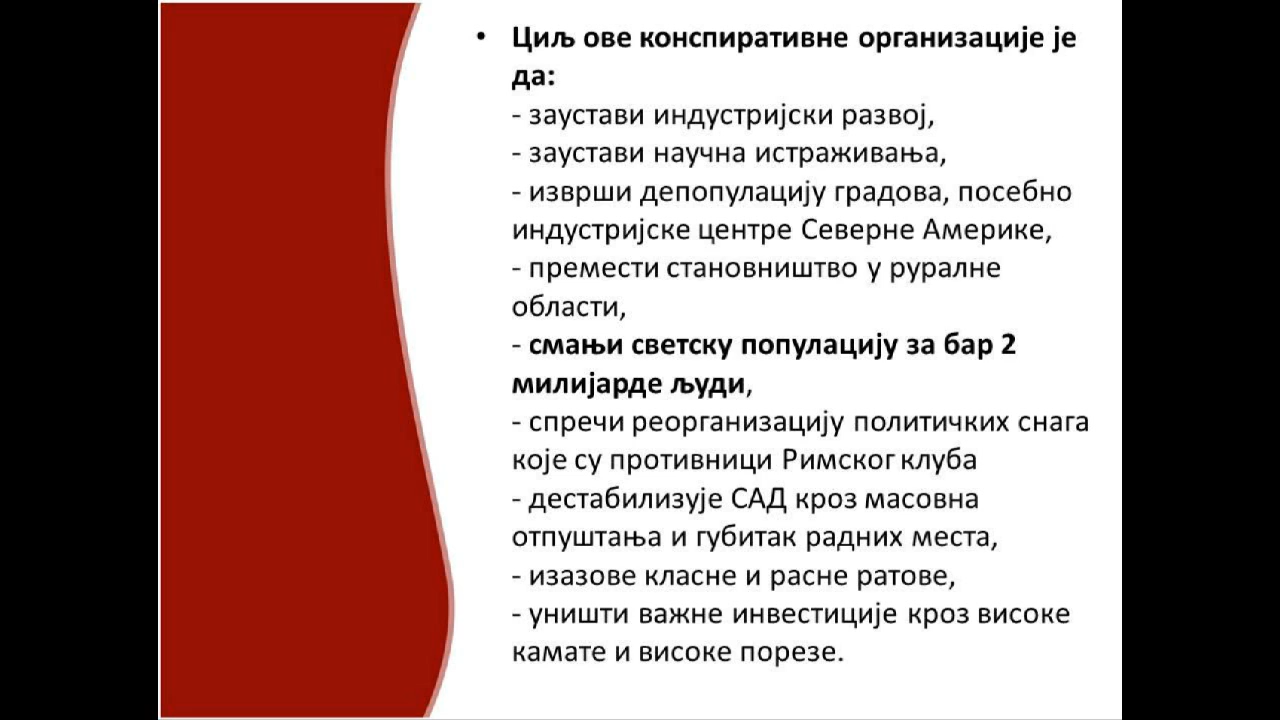 • Циљ ове конспиративне организације је
да:
- заустави индустријски развој,
- заустави научна истраживања,
- изврши депопулацију градова, посебно
индустријске центре Северне Америке,
- премести становништво у руралне
области,
- смањи светску популацију за бар 2
милијарде људи,
- спречи реорганизацију политичких снага
које су противници Римског клуба
- дестабилизује САД кроз масовна
отпуштања и губитак радних места,
- изазове класне и расне ратове,
- уништи важне инвестиције кроз високе
камате и високе порезе.